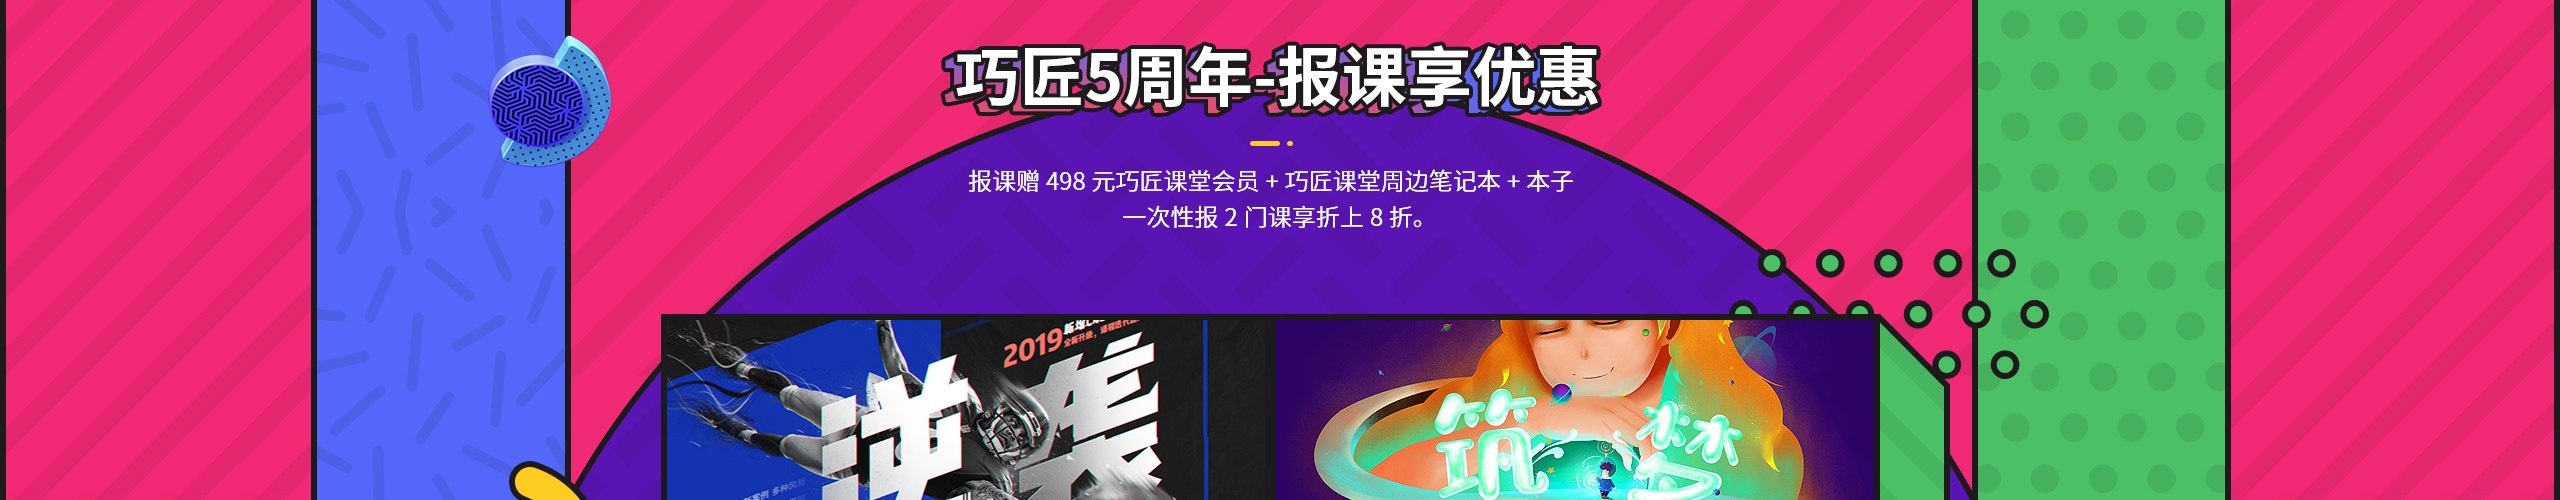 巧匠5周年-报课享优惠
报课赠 498 元巧匠课堂会员 + 巧匠课堂周边笔记本 + 本子
一次性报 2 门课享折上 8 折。
2019
逆袭
筑梦